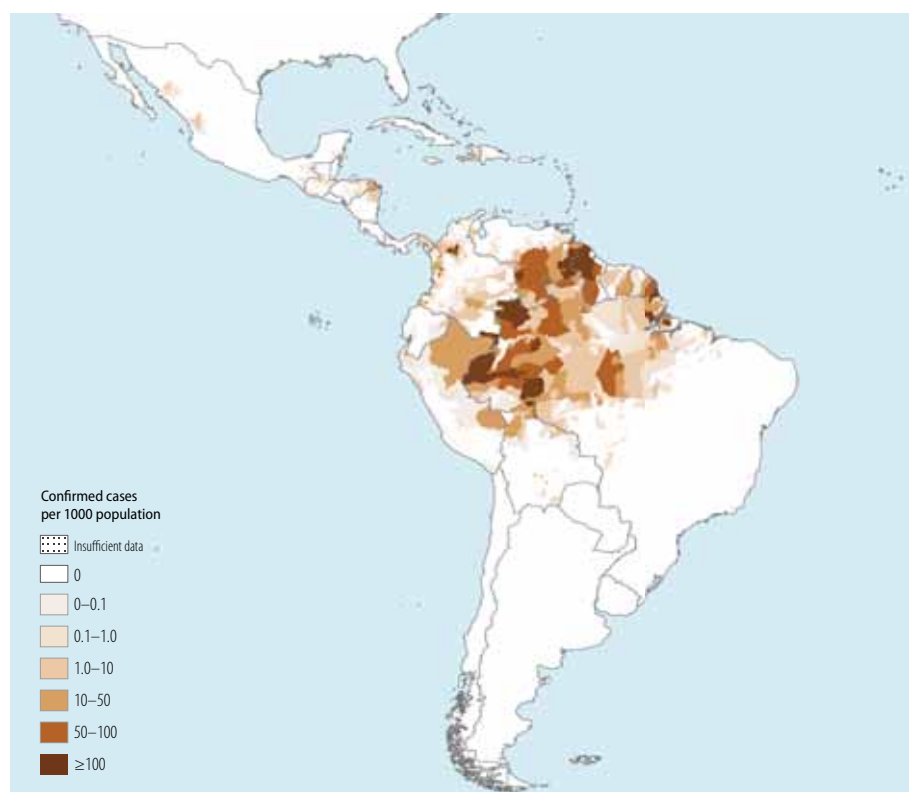 Confirmed cases
per 1000 population
Insufficient data
0
0–0.1
0.1–1.0
1.0–10
10–50
50–100
≥100